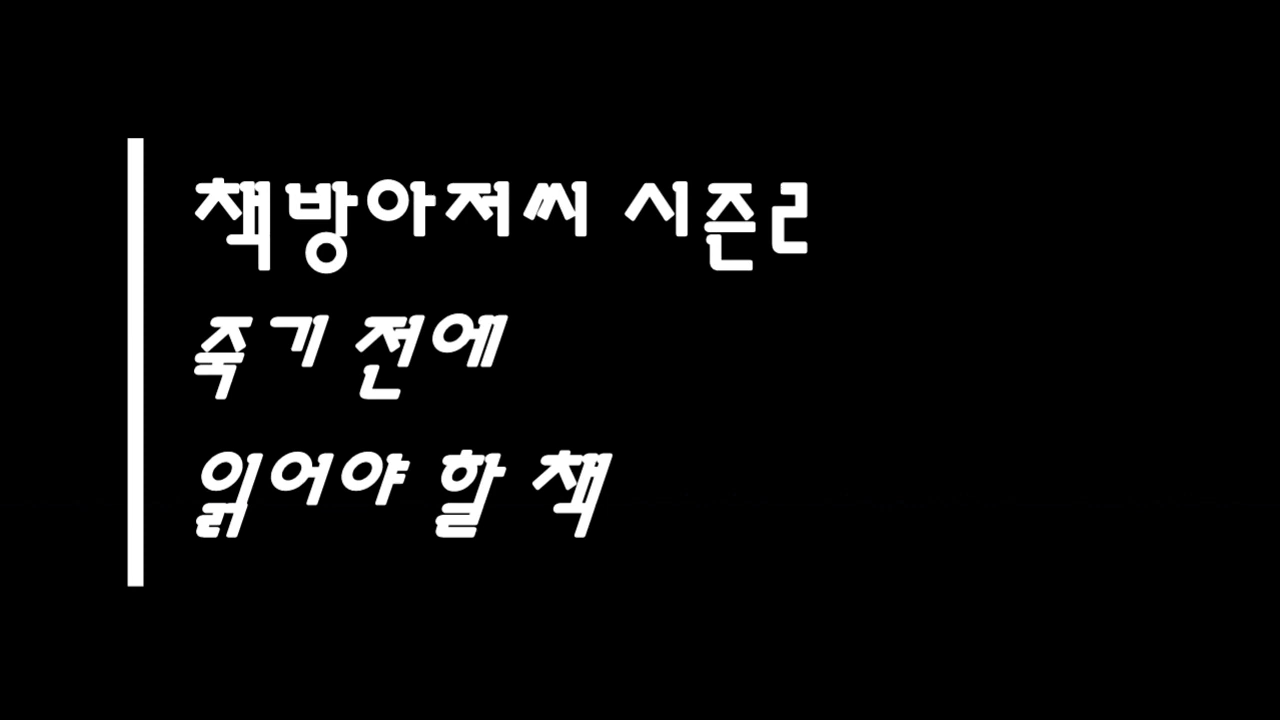 책방아저씨 시즌2
죽기 전에
읽어야 할 책